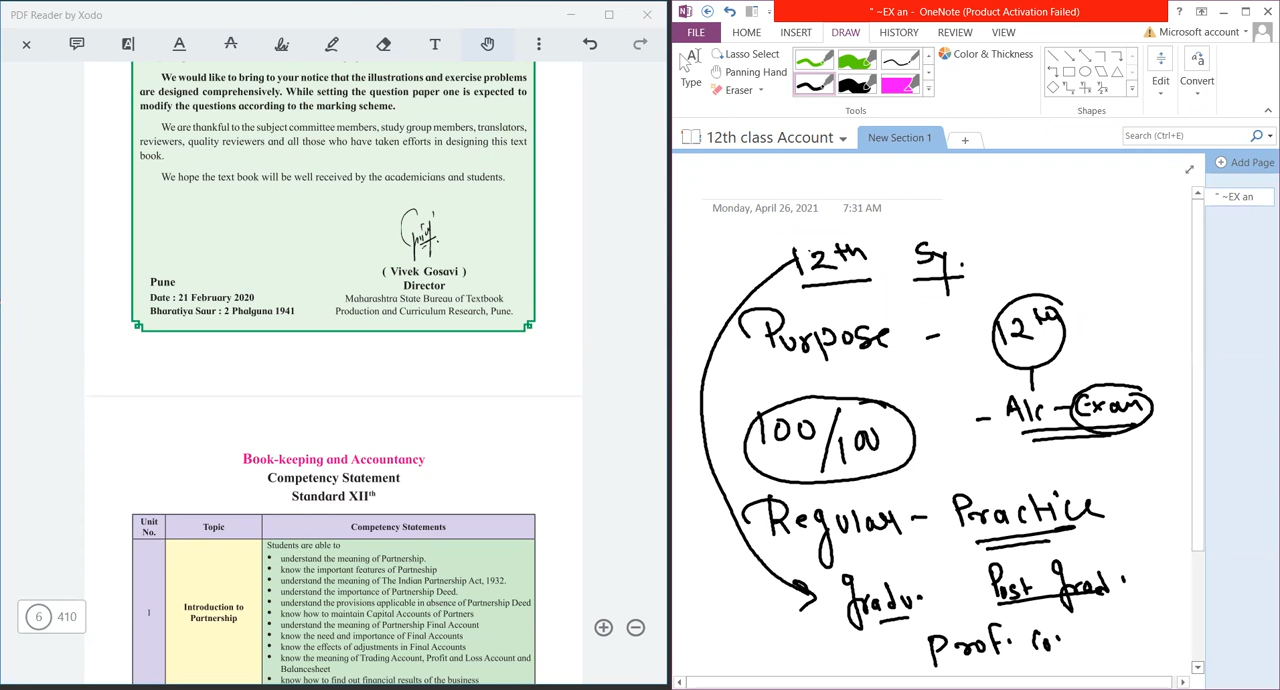 PDF Reader by Xodo
We would like to bring to your notice that the illustrations and exercise problems
are designed comprehensively. While setting the question paper one is expected to
modify the questions according to the marking scheme.
We are thankful to the subject committee members, study group members, translators,
reviewers, quality reviewers and all those who have taken efforts in designing this text
book.
We hope the text book will be well received by the academicians and students.
( Vivek Gosavi )
Director
Pune
Date : 21 February 2020
Bharatiya Saur : 2 Phalguna 1941
Maharashtra State Bureau of Textbook
Production and Curriculum Research, Pune.
Book-keeping and Accountancy
Competency Statement
Standard XIIth
Unit No.
Topic
Competency Statements
1
Introduction to
Partnership
Students are able to
• understand the meaning of Partnership.
• know the important features of Partneship
• understand the meaning of The Indian Partnership Act, 1932.
• understand the importance of Partnership Deed.
• understand the provisions applicable in absence of Partnership Deed
• know how to maintain Capital Accounts of Partners
• understand the meaning of Partnership Final Account
• know the need and importance of Final Accounts
• know the effects of adjustments in Final Accounts
• know the meaning of Trading Account, Profit and Loss Account and
Balancesheet
• know how to find out financial results of the business
6 410
" ~EX an - OneNote (Product Activation Failed)
FILE HOME INSERT DRAW HISTORY REVIEW VIEW
Microsoft account
Type
Lasso Select
Panning Hand
Eraser
Color & Thickness
Edit
Convert
Tools
Shapes
12th class Account
New Section 1
Search (Ctrl+E)
Add Page
" ~EX an
Monday, April 26, 2021 7:31 AM
12th Sy.
Purpose - 12th
- A/c - Exam
100/100
Regular - Practice
Gradu. Post Grad.
Prof. Co.